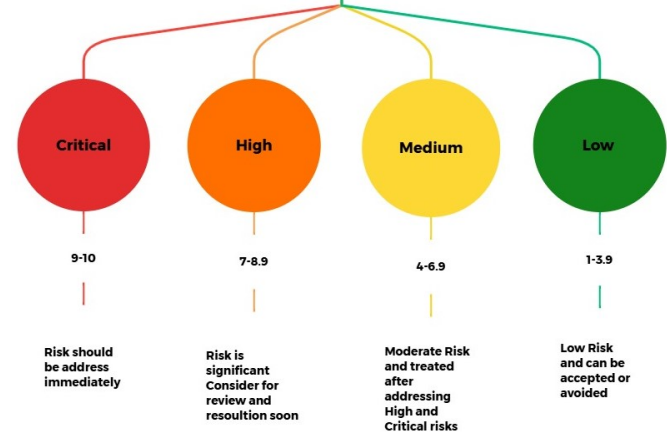 Critical
High
Medium
Low
9-10
7-8.9
4-6.9
1-3.9
Risk should
be address
immediately
Risk is
significant
Consider for
review and
resoultion soon
Moderate Risk
and treated
after
addressing
High and
Critical risks
Low Risk
and can be
accepted or
avoided